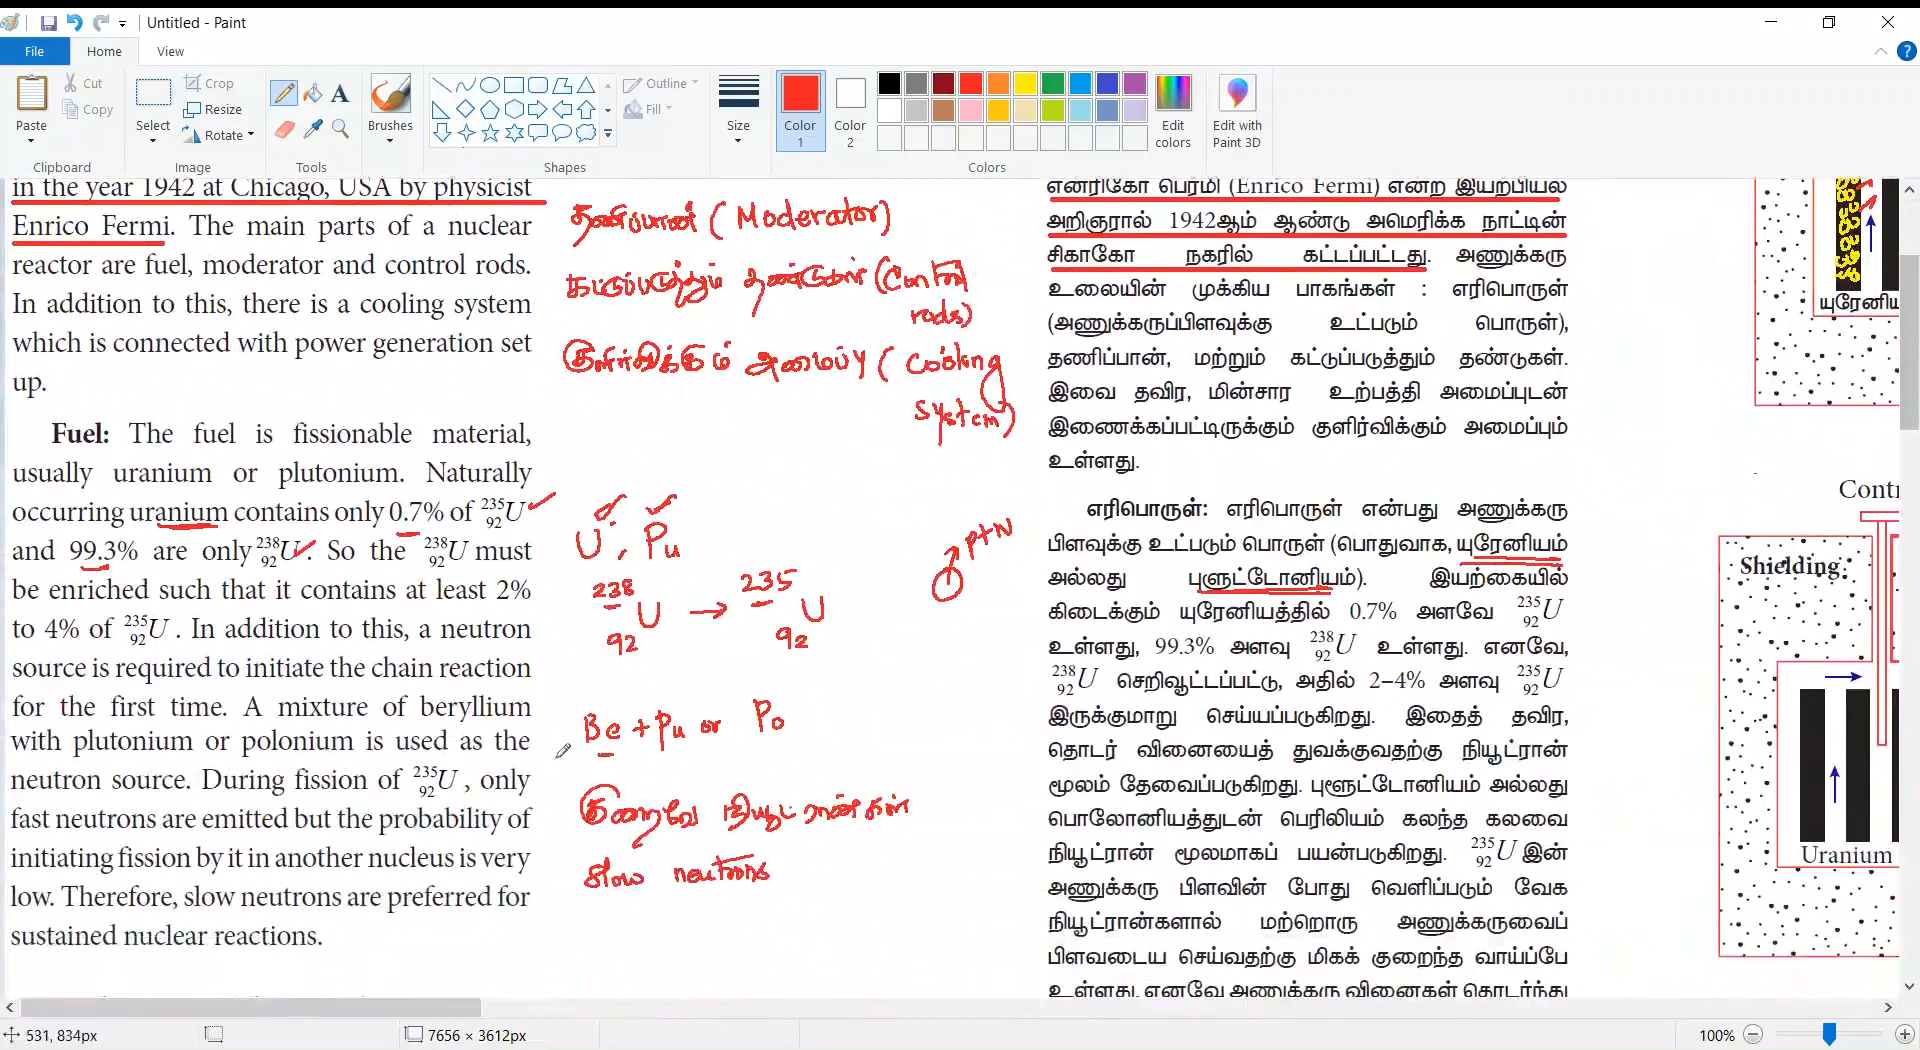 Untitled - Paint
File
Home
View
Paste
Cut
Copy
Clipboard
Select
Crop
Resize
Rotate
Image
Tools
Brushes
Shapes
Outline
Fill
Size
Color
1
Color
2
Colors
Edit
colors
Edit with
Paint 3D
in the year 1942 at Chicago, USA by physicist
Enrico Fermi. The main parts of a nuclear
reactor are fuel, moderator and control rods.
In addition to this, there is a cooling system
which is connected with power generation set
up.
Fuel: The fuel is fissionable material,
usually uranium or plutonium. Naturally
occurring uranium contains only 0.7% of ²³⁵₉₂U
and 99.3% are only ²³⁸₉₂U. So the ²³⁸₉₂U must
be enriched such that it contains at least 2%
to 4% of ²³⁵₉₂U. In addition to this, a neutron
source is required to initiate the chain reaction
for the first time. A mixture of beryllium
with plutonium or polonium is used as the
neutron source. During fission of ²³⁵₉₂U, only
fast neutrons are emitted but the probability of
initiating fission by it in another nucleus is very
low. Therefore, slow neutrons are preferred for
sustained nuclear reactions.
தணிப்பான் (Moderator)
தண்டுகள் (Control
rods)
குளிர்விக்கும் அமைப்பு (Cooling
system)
U, Pu
²³⁸₉₂U → ²³⁵₉₂U
P+N
Be + Pu or Po
குறைவே நியூட்ரான்கள்
slow neutrons
என்ரிகோ பெர்மி (Enrico Fermi) என்ற இயற்பியல்
அறிஞரால் 1942ஆம் ஆண்டு அமெரிக்க நாட்டின்
சிகாகோ நகரில் கட்டப்பட்டது. அணுக்கரு
உலையின் முக்கிய பாகங்கள் : எரிபொருள்
(அணுக்கருப்பிளவுக்கு உட்படும் பொருள்),
தணிப்பான், மற்றும் கட்டுப்படுத்தும் தண்டுகள்.
இவை தவிர, மின்சார உற்பத்தி அமைப்புடன்
இணைக்கப்பட்டிருக்கும் குளிர்விக்கும் அமைப்பும்
உள்ளது.
எரிபொருள்: எரிபொருள் என்பது அணுக்கரு
பிளவுக்கு உட்படும் பொருள் (பொதுவாக, யுரேனியம்
அல்லது புளுட்டோனியம்). இயற்கையில்
கிடைக்கும் யுரேனியத்தில் 0.7% அளவே ²³⁵₉₂U
உள்ளது, 99.3% அளவு ²³⁸₉₂U உள்ளது. எனவே,
²³⁸₉₂U செறிவூட்டப்பட்டு, அதில் 2–4% அளவு ²³⁵₉₂U
இருக்குமாறு செய்யப்படுகிறது. இதைத் தவிர,
தொடர் வினையைத் துவக்குவதற்கு நியூட்ரான்
மூலம் தேவைப்படுகிறது. புளூட்டோனியம் அல்லது
பொலோனியத்துடன் பெரிலியம் கலந்த கலவை
நியூட்ரான் மூலமாகப் பயன்படுகிறது. ²³⁵₉₂U இன்
அணுக்கரு பிளவின் போது வெளிப்படும் வேக
நியூட்ரான்களால் மற்றொரு அணுக்கருவைப்
பிளவடைய செய்வதற்கு மிகக் குறைந்த வாய்ப்பே
உள்ளது. எனவே அணுக்கரு வினைகள் தொடர்ந்து
யுரேனிய
Contr
Shielding
Uranium
531, 834px
7656 × 3612px
100%